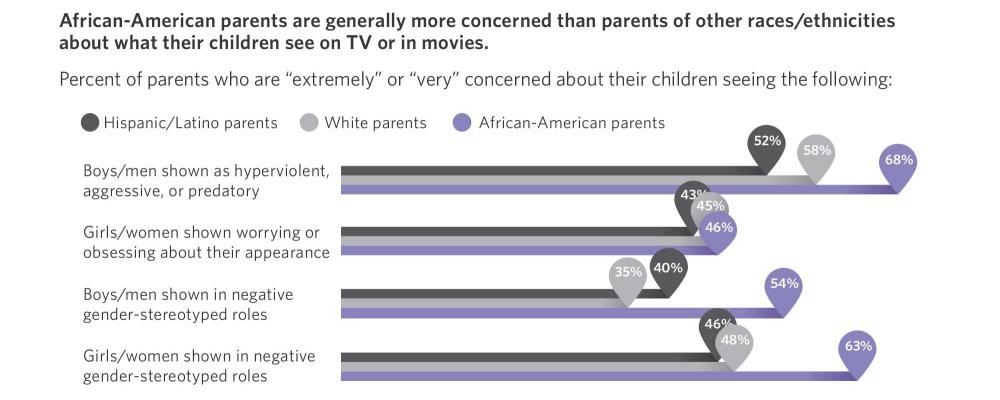 African-American parents are generally more concerned than parents of other races/ethnicities
about what their children see on TV or in movies.
Percent of parents who are “extremely” or “very” concerned about their children seeing the following:
Hispanic/Latino parents White parents African-American parents
52% 58% 68%
Boys/men shown as hyperviolent,
aggressive, or predatory
43% 45% 46%
Girls/women shown worrying or
obsessing about their appearance
35% 40% 54%
Boys/men shown in negative
gender-stereotyped roles
46% 48% 63%
Girls/women shown in negative
gender-stereotyped roles